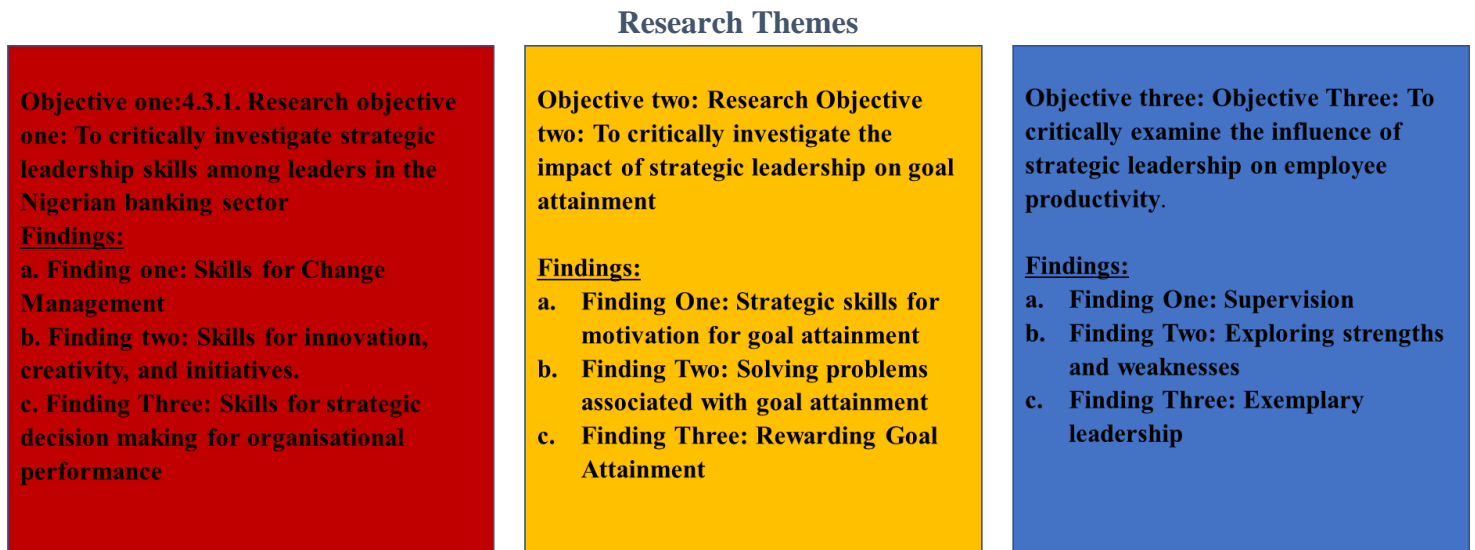 Research Themes
Objective one:4.3.1. Research objective
one: To critically investigate strategic
leadership skills among leaders in the
Nigerian banking sector
Findings:
a. Finding one: Skills for Change
Management
b. Finding two: Skills for innovation,
creativity, and initiatives.
c. Finding Three: Skills for strategic
decision making for organisational
performance
Objective two: Research Objective
two: To critically investigate the
impact of strategic leadership on goal
attainment
Findings:
a. Finding One: Strategic skills for
motivation for goal attainment
b. Finding Two: Solving problems
associated with goal attainment
c. Finding Three: Rewarding Goal
Attainment
Objective three: Objective Three: To
critically examine the influence of
strategic leadership on employee
productivity.
Findings:
a. Finding One: Supervision
b. Finding Two: Exploring strengths
and weaknesses
c. Finding Three: Exemplary
leadership